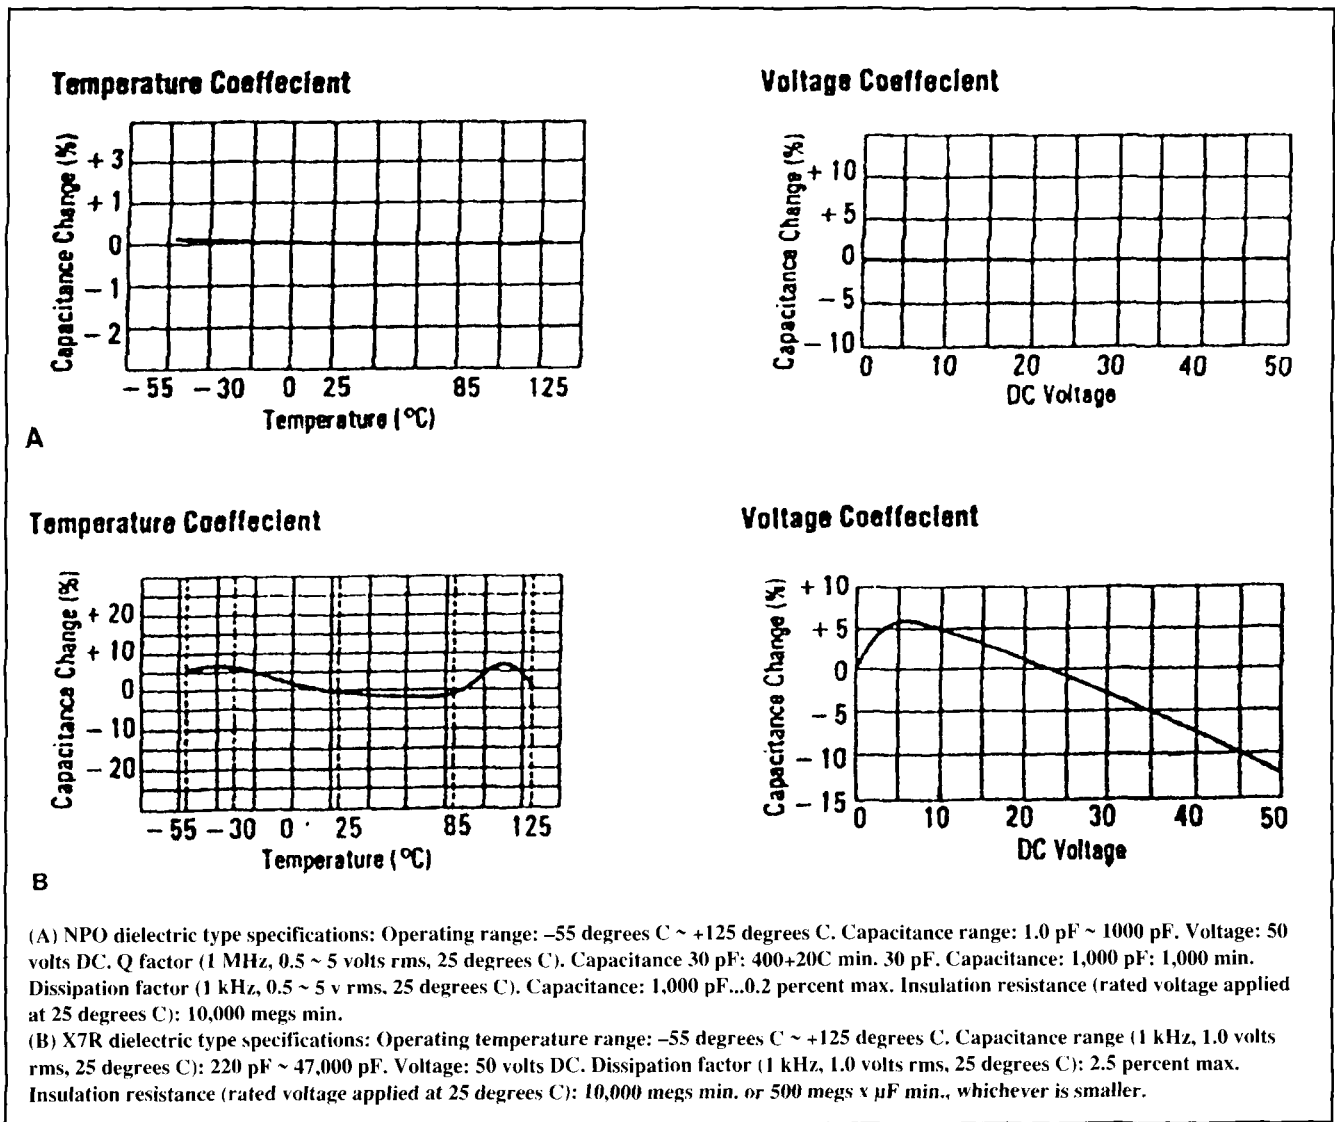 Temperature Coeffecient
Capacitance Change (%)
+ 3
+ 1
0
− 1
− 2
− 55 − 30 0 25 85 125
Temperature (°C)
A
Voltage Coeffecient
Capacitance Change (%)
+ 10
+ 5
0
− 5
− 10
0 10 20 30 40 50
DC Voltage
Temperature Coeffecient
Capacitance Change (%)
+ 20
+ 10
0
− 10
− 20
− 55 − 30 0 25 85 125
Temperature (°C)
B
Voltage Coeffecient
Capacitance Change (%)
+ 10
+ 5
0
− 5
− 10
− 15
0 10 20 30 40 50
DC Voltage
(A) NPO dielectric type specifications: Operating range: –55 degrees C ~ +125 degrees C. Capacitance range: 1.0 pF ~ 1000 pF. Voltage: 50
volts DC. Q factor (1 MHz, 0.5 ~ 5 volts rms, 25 degrees C). Capacitance 30 pF: 400+20C min. 30 pF. Capacitance: 1,000 pF: 1,000 min.
Dissipation factor (1 kHz, 0.5 ~ 5 v rms. 25 degrees C). Capacitance: 1,000 pF...0.2 percent max. Insulation resistance (rated voltage applied
at 25 degrees C): 10,000 megs min.
(B) X7R dielectric type specifications: Operating temperature range: –55 degrees C ~ +125 degrees C. Capacitance range (1 kHz, 1.0 volts
rms, 25 degrees C): 220 pF ~ 47,000 pF. Voltage: 50 volts DC. Dissipation factor (1 kHz, 1.0 volts rms, 25 degrees C): 2.5 percent max.
Insulation resistance (rated voltage applied at 25 degrees C): 10,000 megs min. or 500 megs x µF min., whichever is smaller.